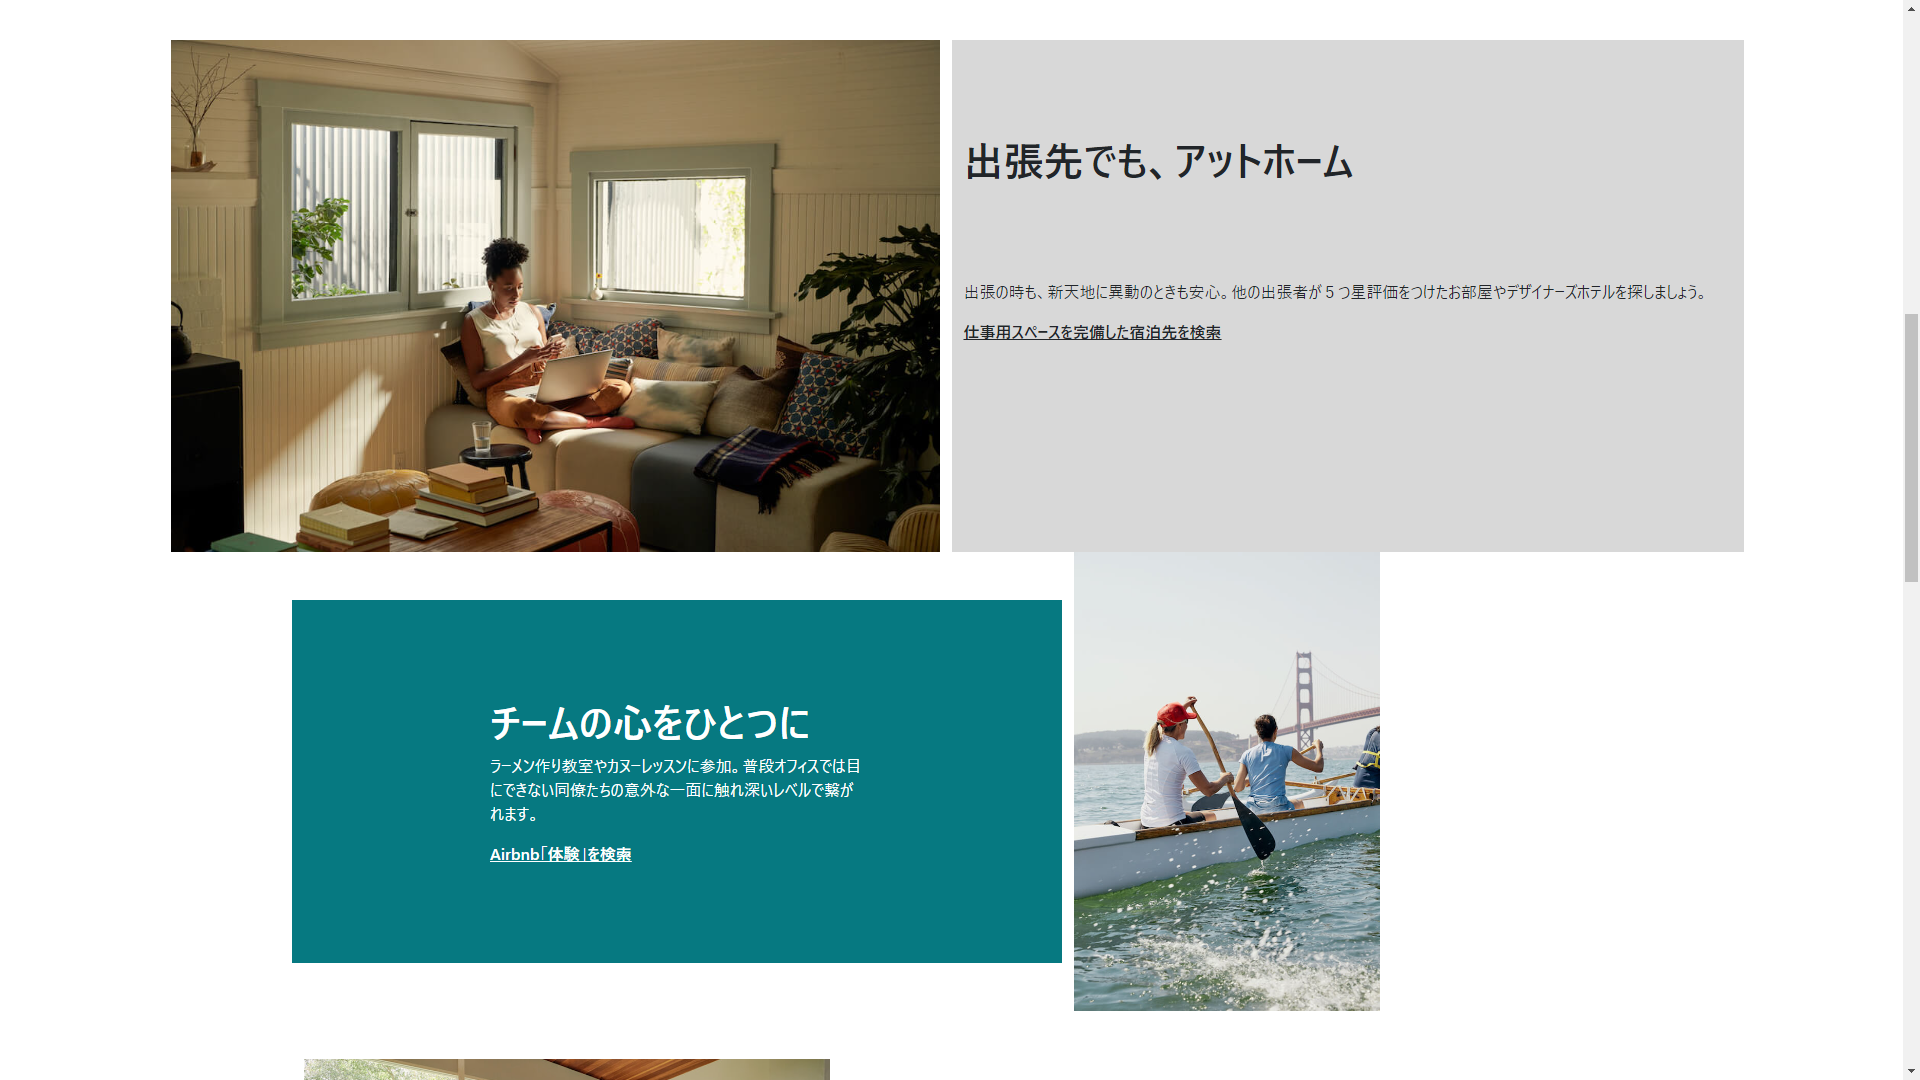 出張先でも、アットホーム
出張の時も、新天地に異動のときも安心。他の出張者が５つ星評価をつけたお部屋やデザイナーズホテルを探しましょう。
仕事用スペースを完備した宿泊先を検索
チームの心をひとつに
ラーメン作り教室やカヌーレッスンに参加。普段オフィスでは目
にできない同僚たちの意外な一面に触れ深いレベルで繋が
れます。
Airbnb「体験」を検索